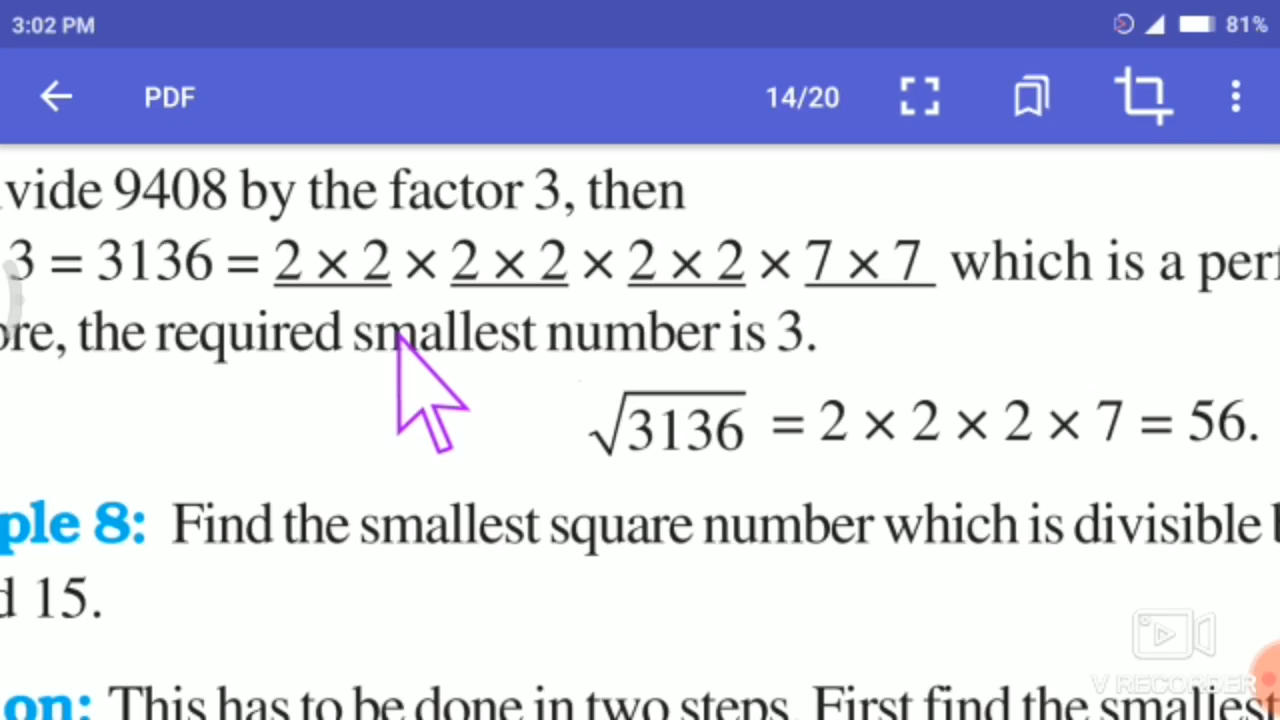 3:02 PM 81%
PDF 14/20
vide 9408 by the factor 3, then
3 = 3136 = 2 × 2 × 2 × 2 × 2 × 2 × 7 × 7 which is a perf
ore, the required smallest number is 3.
√3136 = 2 × 2 × 2 × 7 = 56.
ple 8: Find the smallest square number which is divisible b
d 15.
V RECORDER
on: This has to be done in two steps. First find the smallest